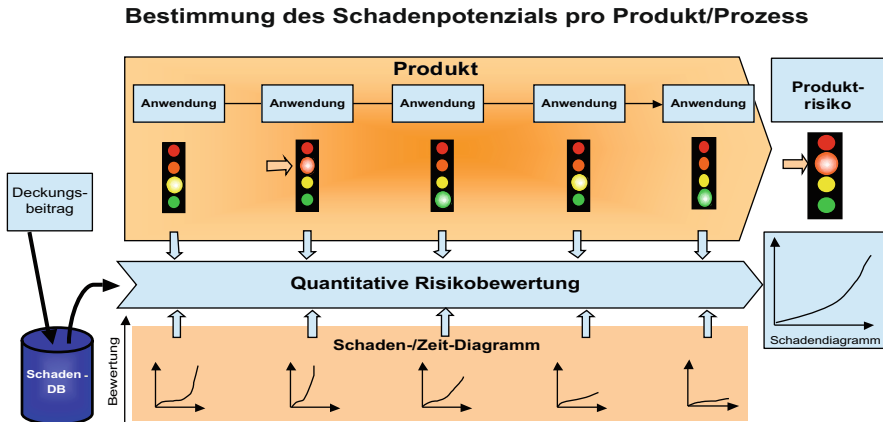 Bestimmung des Schadenpotenzials pro Produkt/Prozess
Produkt
Anwendung
Anwendung
Anwendung
Anwendung
Anwendung
Produkt-
risiko
Deckungs-
beitrag
Quantitative Risikobewertung
Schadendiagramm
Schaden-/Zeit-Diagramm
Bewertung
Schaden -
DB